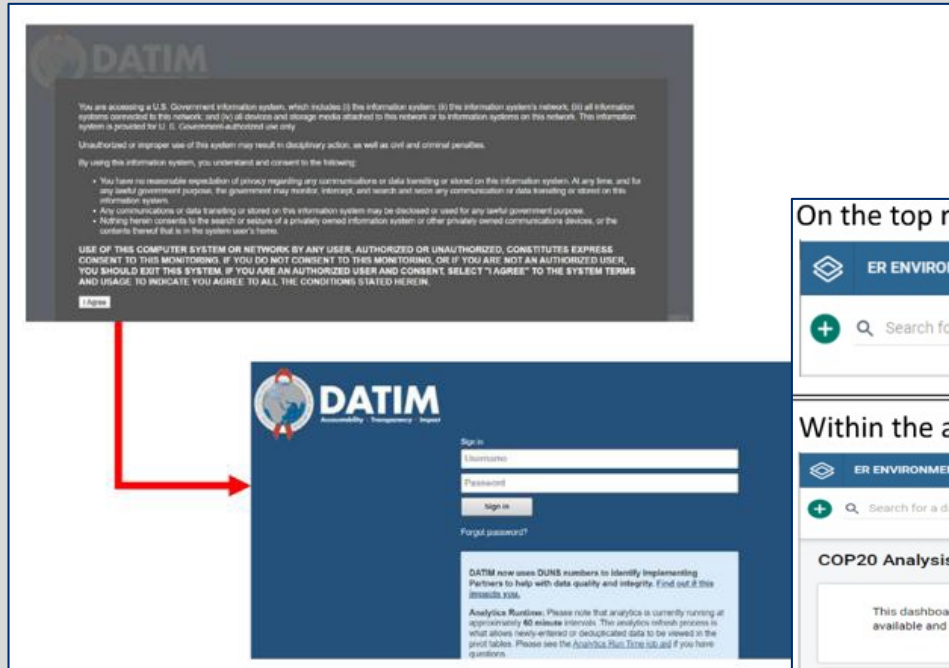 DATIM
You are accessing a U.S. Government information system, which includes (i) this information system; (ii) this information system's network; (iii) all information
systems connected to this network; and (iv) all devices and storage media attached to this network or to information systems on this network. This information
system is provided for U. S. Government-authorized use only.
Unauthorized or improper use of this system may result in disciplinary action, as well as civil and criminal penalties.
By using this information system, you understand and consent to the following:
• You have no reasonable expectation of privacy regarding any communications or data transiting or stored on this information system. At any time, and for
any lawful government purpose, the government may monitor, intercept, and search and seize any communication or data transiting or stored on this
information system.
• Any communications or data transiting or stored on this information system may be disclosed or used for any lawful government purpose.
• Nothing herein consents to the search or seizure of a privately owned information system or other privately owned communications devices, or the
contents thereof that is in the system user's home.
USE OF THIS COMPUTER SYSTEM OR NETWORK BY ANY USER, AUTHORIZED OR UNAUTHORIZED, CONSTITUTES EXPRESS
CONSENT TO THIS MONITORING. IF YOU DO NOT CONSENT TO THIS MONITORING, OR IF YOU ARE NOT AN AUTHORIZED USER,
YOU SHOULD EXIT THIS SYSTEM. IF YOU ARE AN AUTHORIZED USER AND CONSENT, SELECT "I AGREE" TO THE SYSTEM TERMS
AND USAGE TO INDICATE YOU AGREE TO ALL THE CONDITIONS STATED HEREIN.
I Agree
DATIM
Accountability · Transparency · Impact
Sign in
Username
Password
Sign in
Forgot password?
DATIM now uses DUNS numbers to identify Implementing
Partners to help with data quality and integrity. Find out if this
impacts you.
Analytics Runtime: Please note that analytics is currently running at
approximately 60 minute intervals. The analytics refresh process is
what allows newly-entered or deduplicated data to be viewed in the
pivot tables. Please see the Analytics Run Time job aid if you have
questions.
On the top
ER ENVIRO
Search fo
Within the a
ER ENVIRONME
Search for a d
COP20 Analysis
This dashboa
available and